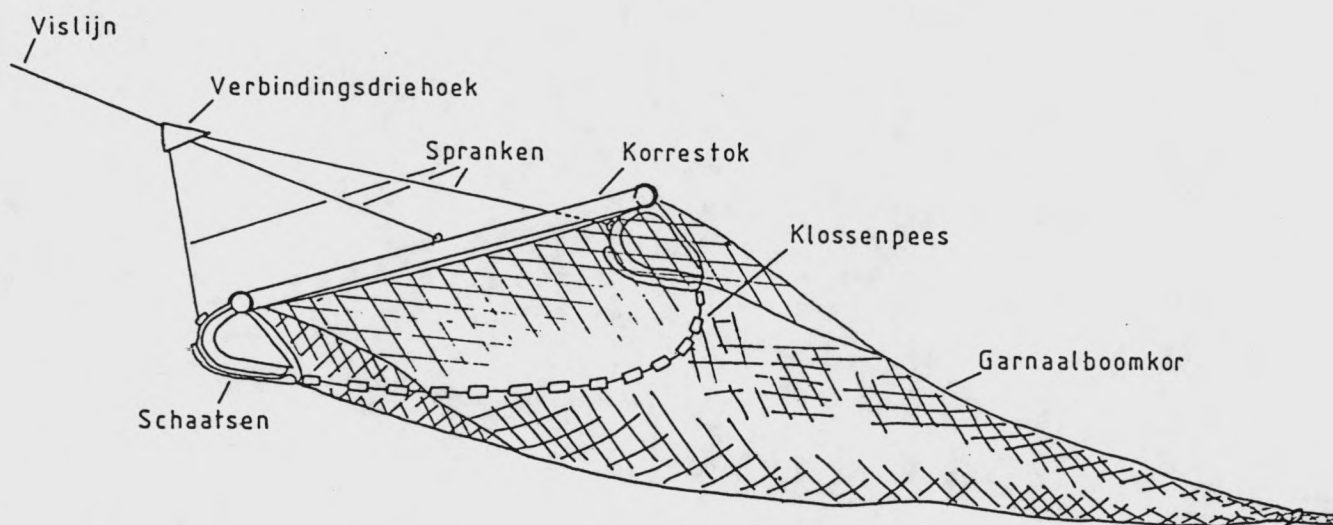 Vislijn
Verbindingsdriehoek
Spranken
Korrestok
Klossenpees
Garnaalboomkor
Schaatsen